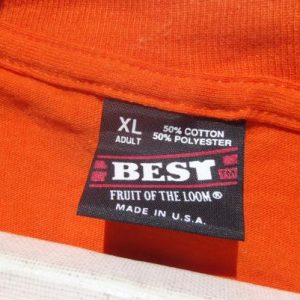 XL
ADULT
50% COTTON
50% POLYESTER
BEST
FRUIT OF THE LOOM®
MADE IN U.S.A.